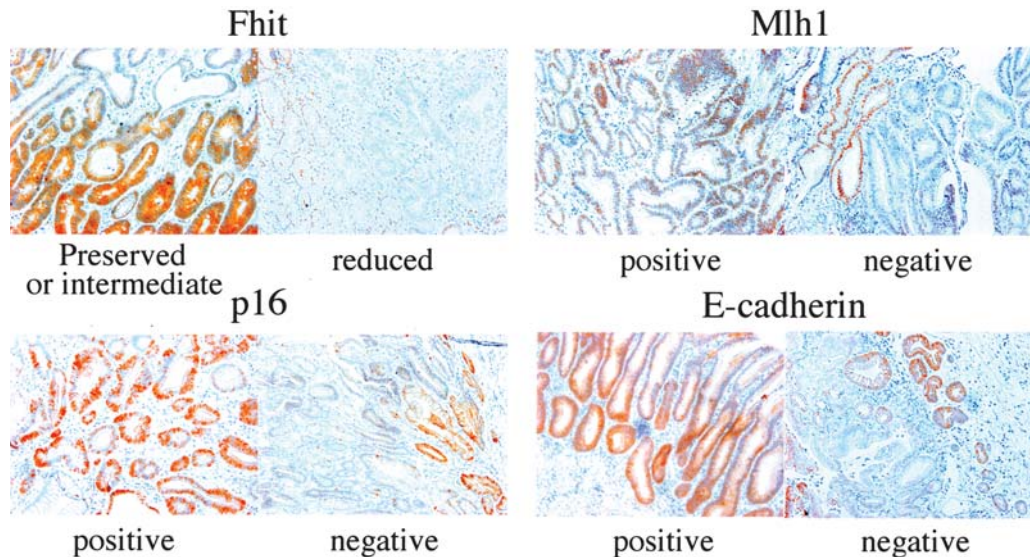 Fhit
Mlh1
Preserved
or intermediate
reduced
positive
negative
p16
E-cadherin
positive
negative
positive
negative